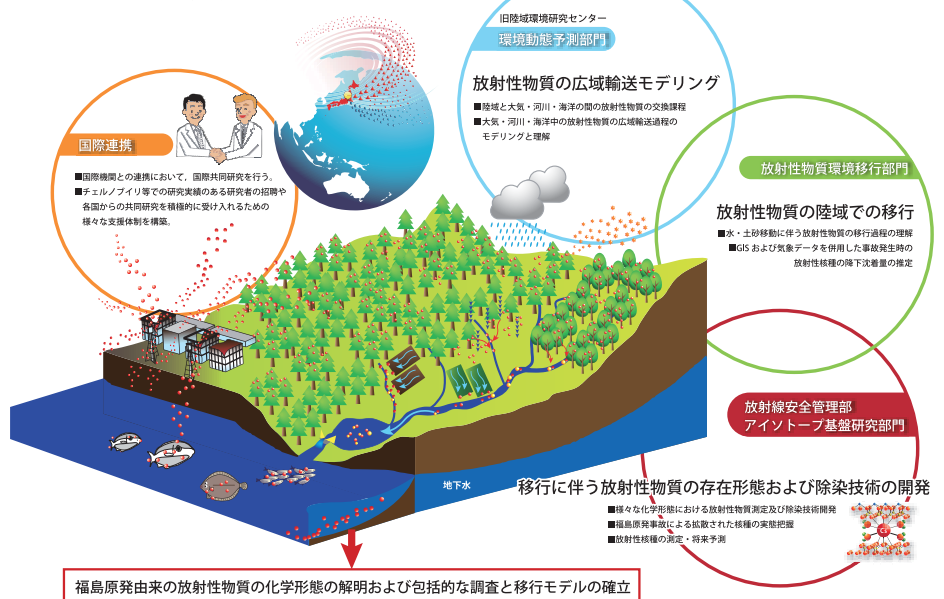 旧陸域環境研究センター
環境動態予測部門
放射性物質の広域輸送モデリング
■陸域と大気・河川・海洋の間の放射性物質の交換課程
■大気・河川・海洋中の放射性物質の広域輸送過程の
モデリングと理解
国際連携
■国際機関との連携において，国際共同研究を行う。
■チェルノブイリ等での研究実績のある研究者の招聘や
各国からの共同研究を積極的に受け入れるための
様々な支援体制を構築。
放射性物質環境移行部門
放射性物質の陸域での移行
■水・土砂移動に伴う放射性物質の移行過程の理解
■GIS および気象データを併用した事故発生時の
放射性核種の降下沈着量の推定
放射線安全管理部
アイソトープ基盤研究部門
移行に伴う放射性物質の存在形態および除染技術の開発
■様々な化学形態における放射性物質測定及び除染技術開発
■福島原発事故による拡散された核種の実態把握
■放射性核種の測定・将来予測
地下水
福島原発由来の放射性物質の化学形態の解明および包括的な調査と移行モデルの確立